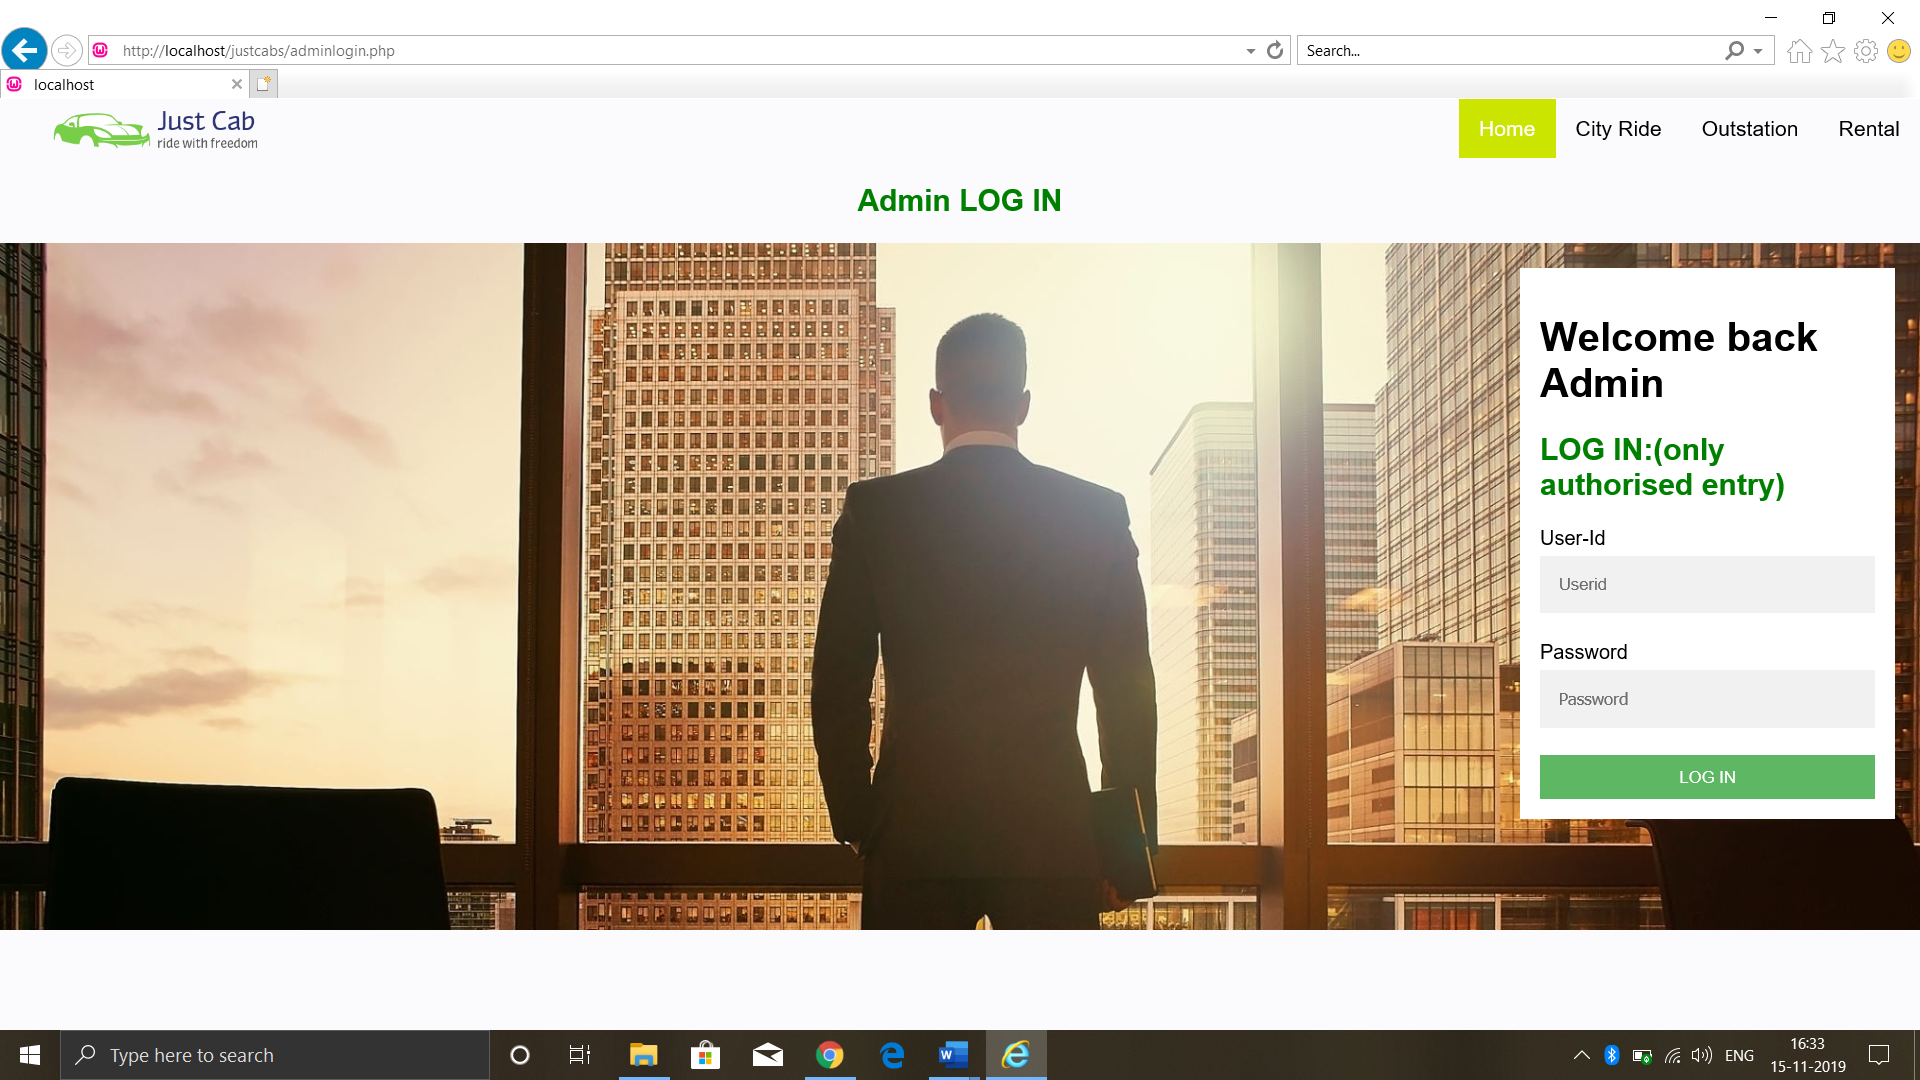 http://localhost/justcabs/adminlogin.php
Search...
localhost
Just Cab
ride with freedom
Home
City Ride
Outstation
Rental
Admin LOG IN
Welcome back
Admin
LOG IN:(only
authorised entry)
User-Id
Userid
Password
Password
LOG IN
Type here to search
ENG
16:33
15-11-2019